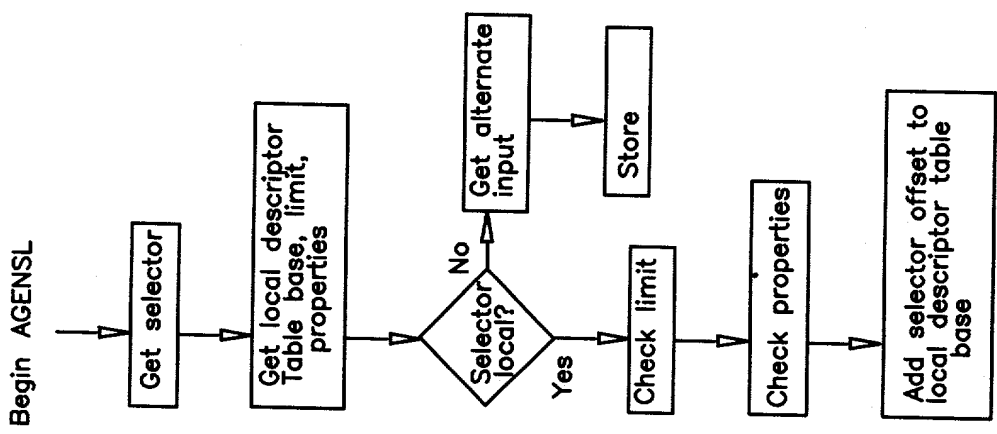 Begin AGENSL
Get selector
Get local descriptor
Table base, limit,
properties
Selector
local?
No
Get alternate
input
Store
Yes
Check limit
Check properties
Add selector offset to
local descriptor table
base